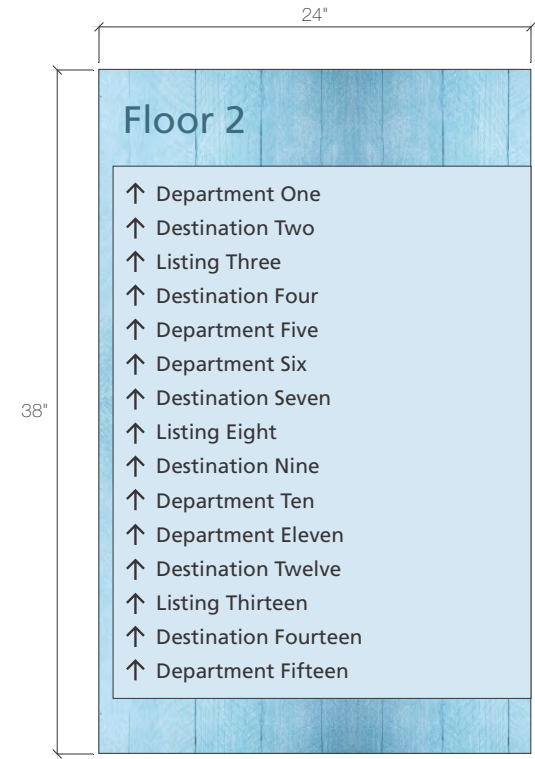 24"
Floor 2
↑ Department One
↑ Destination Two
↑ Listing Three
↑ Destination Four
↑ Department Five
↑ Department Six
↑ Destination Seven
38"
↑ Listing Eight
↑ Destination Nine
↑ Department Ten
↑ Department Eleven
↑ Destination Twelve
↑ Listing Thirteen
↑ Destination Fourteen
↑ Department Fifteen